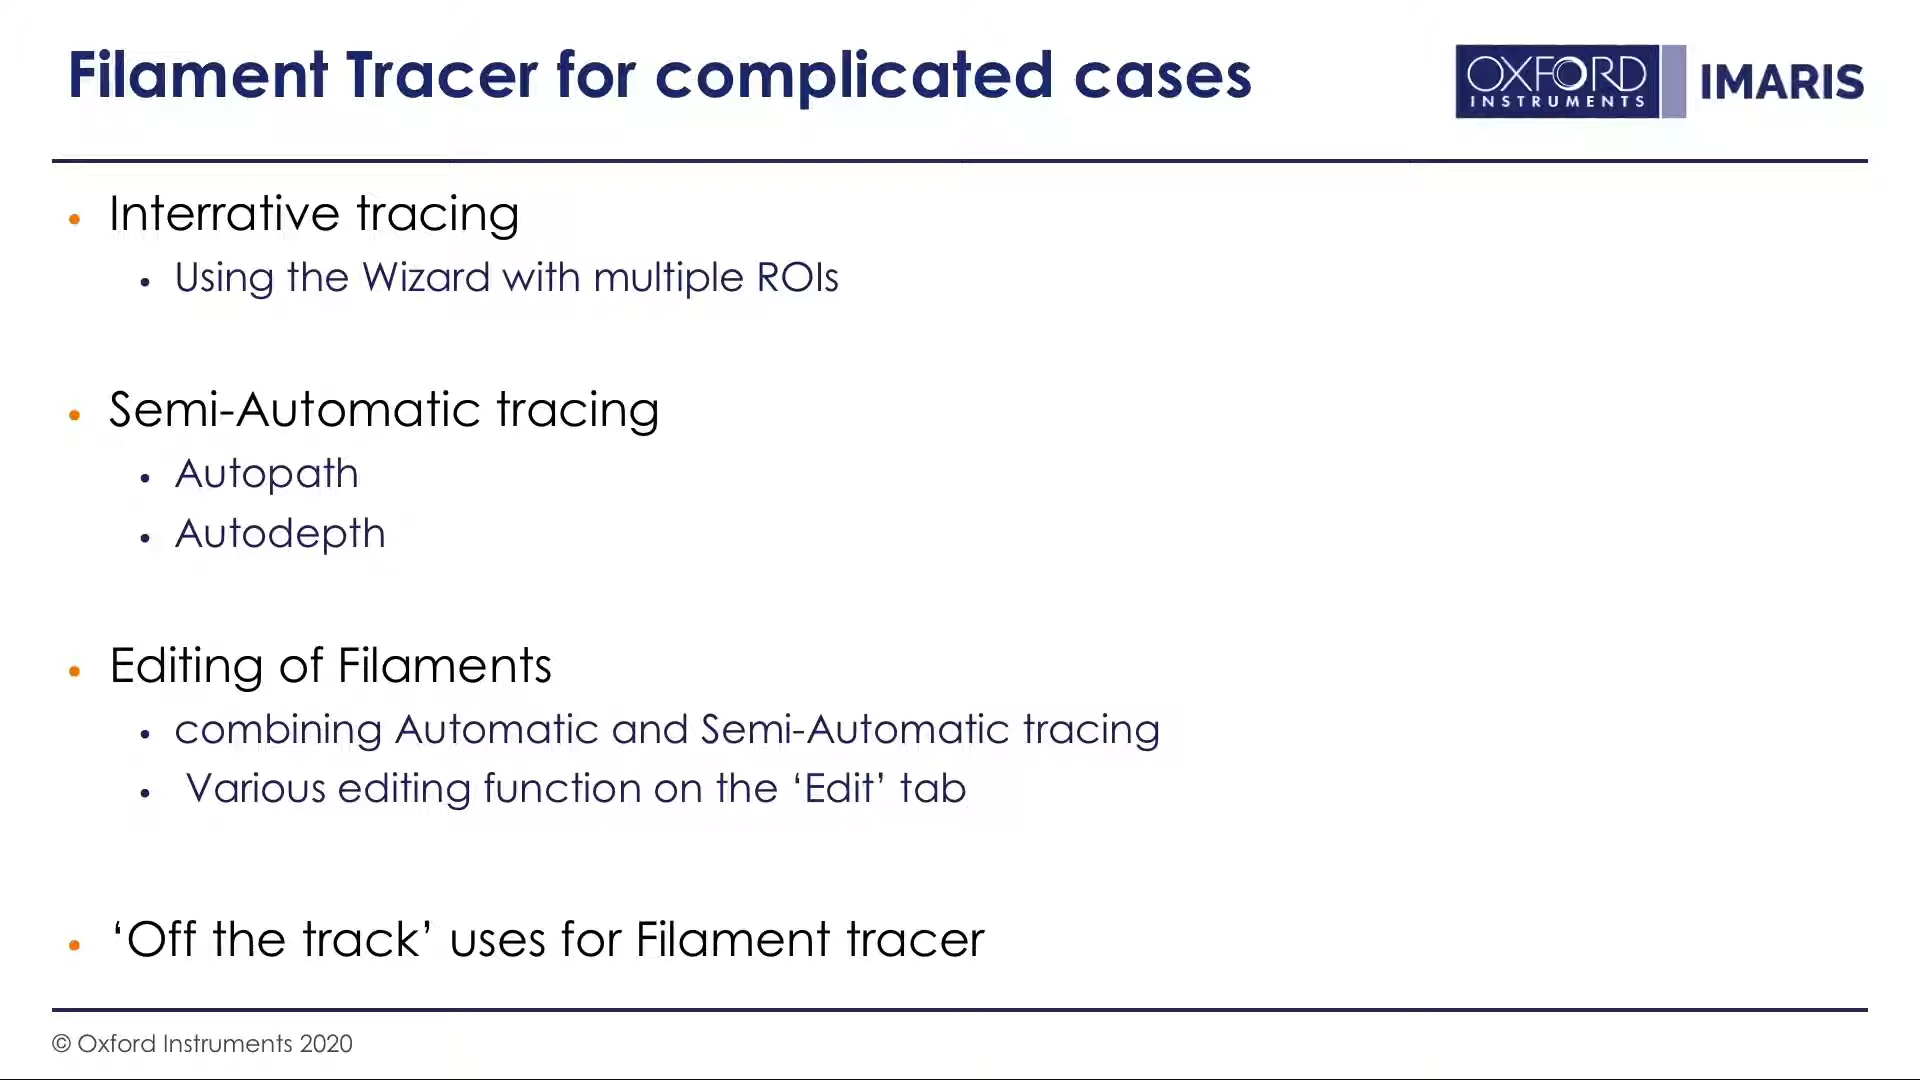 Filament Tracer for complicated cases
OXFORD
INSTRUMENTS
IMARIS
• Interrative tracing
• Using the Wizard with multiple ROIs
• Semi-Automatic tracing
• Autopath
• Autodepth
• Editing of Filaments
• combining Automatic and Semi-Automatic tracing
• Various editing function on the ‘Edit’ tab
• ‘Off the track’ uses for Filament tracer
© Oxford Instruments 2020